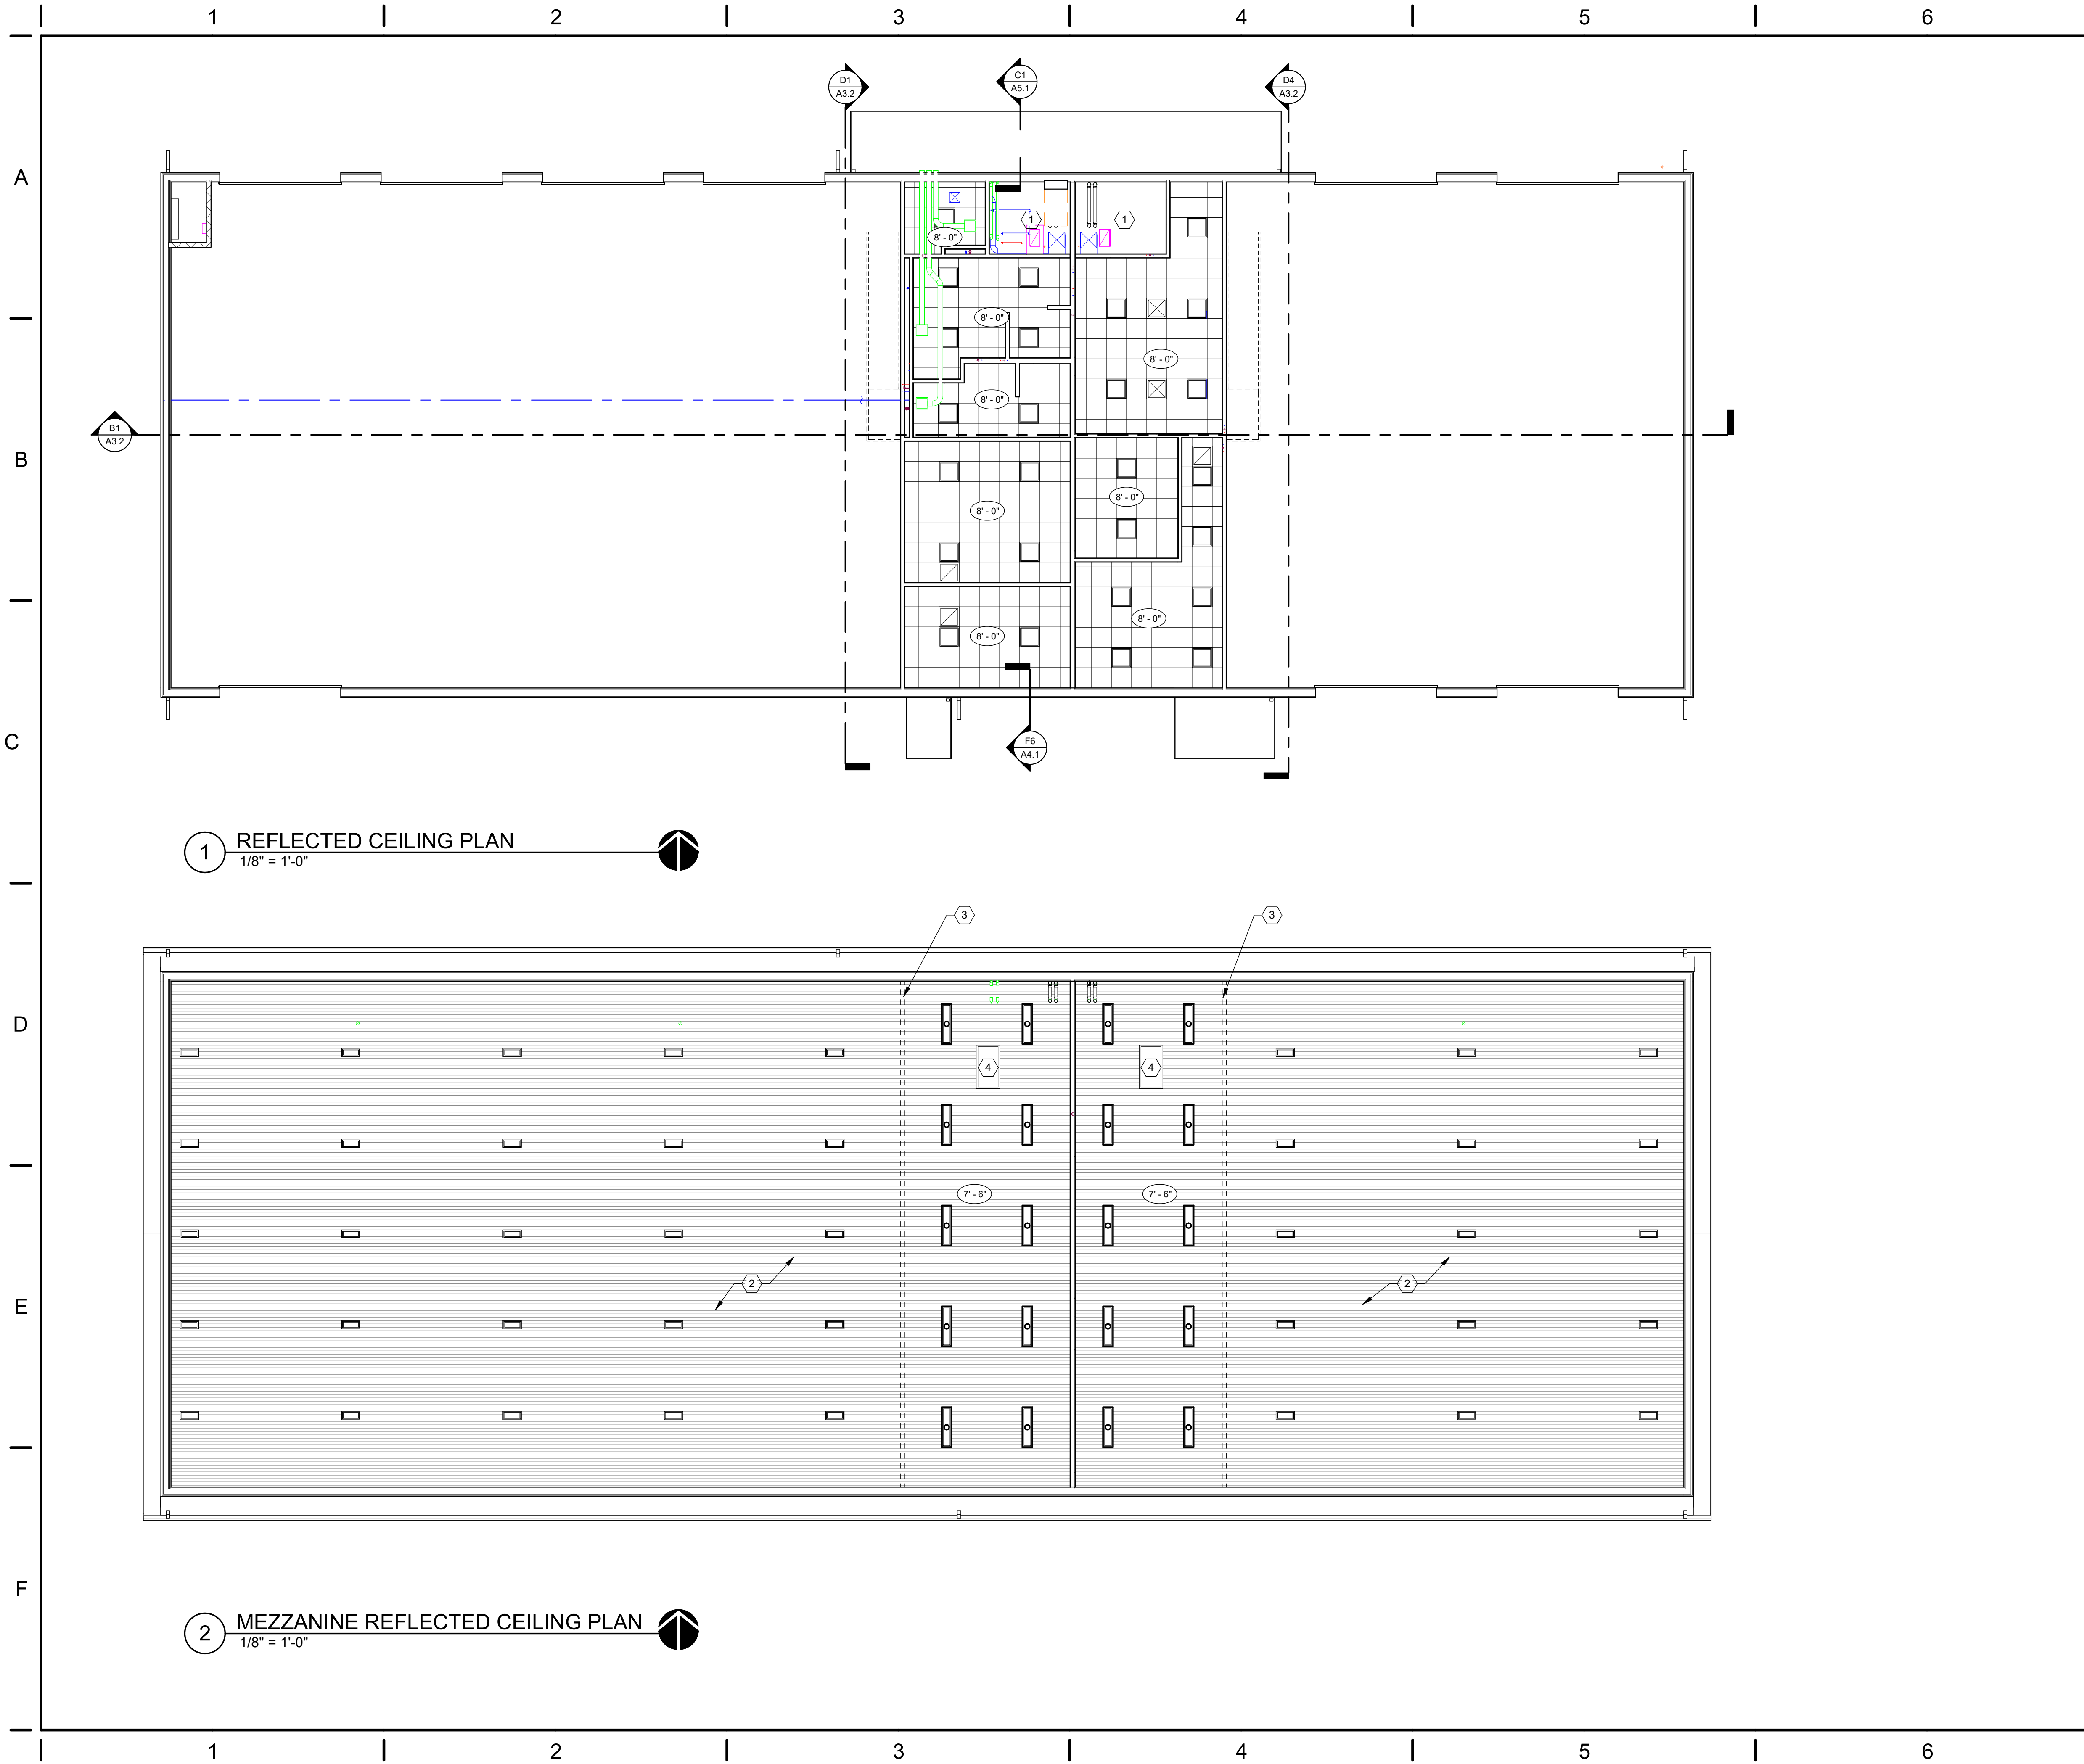 1 2 3 4 5 6
D1
A3.2
C1
A5.1
D4
A3.2
A
1
1
8' - 0"
8' - 0"
8' - 0"
8' - 0"
B1
A3.2
B
8' - 0"
8' - 0"
8' - 0"
8' - 0"
C
F6
A4.1
1
REFLECTED CEILING PLAN
1/8" = 1'-0"
3
3
D
4
4
7' - 6"
7' - 6"
2
2
E
F
2
MEZZANINE REFLECTED CEILING PLAN
1/8" = 1'-0"
1 2 3 4 5 6